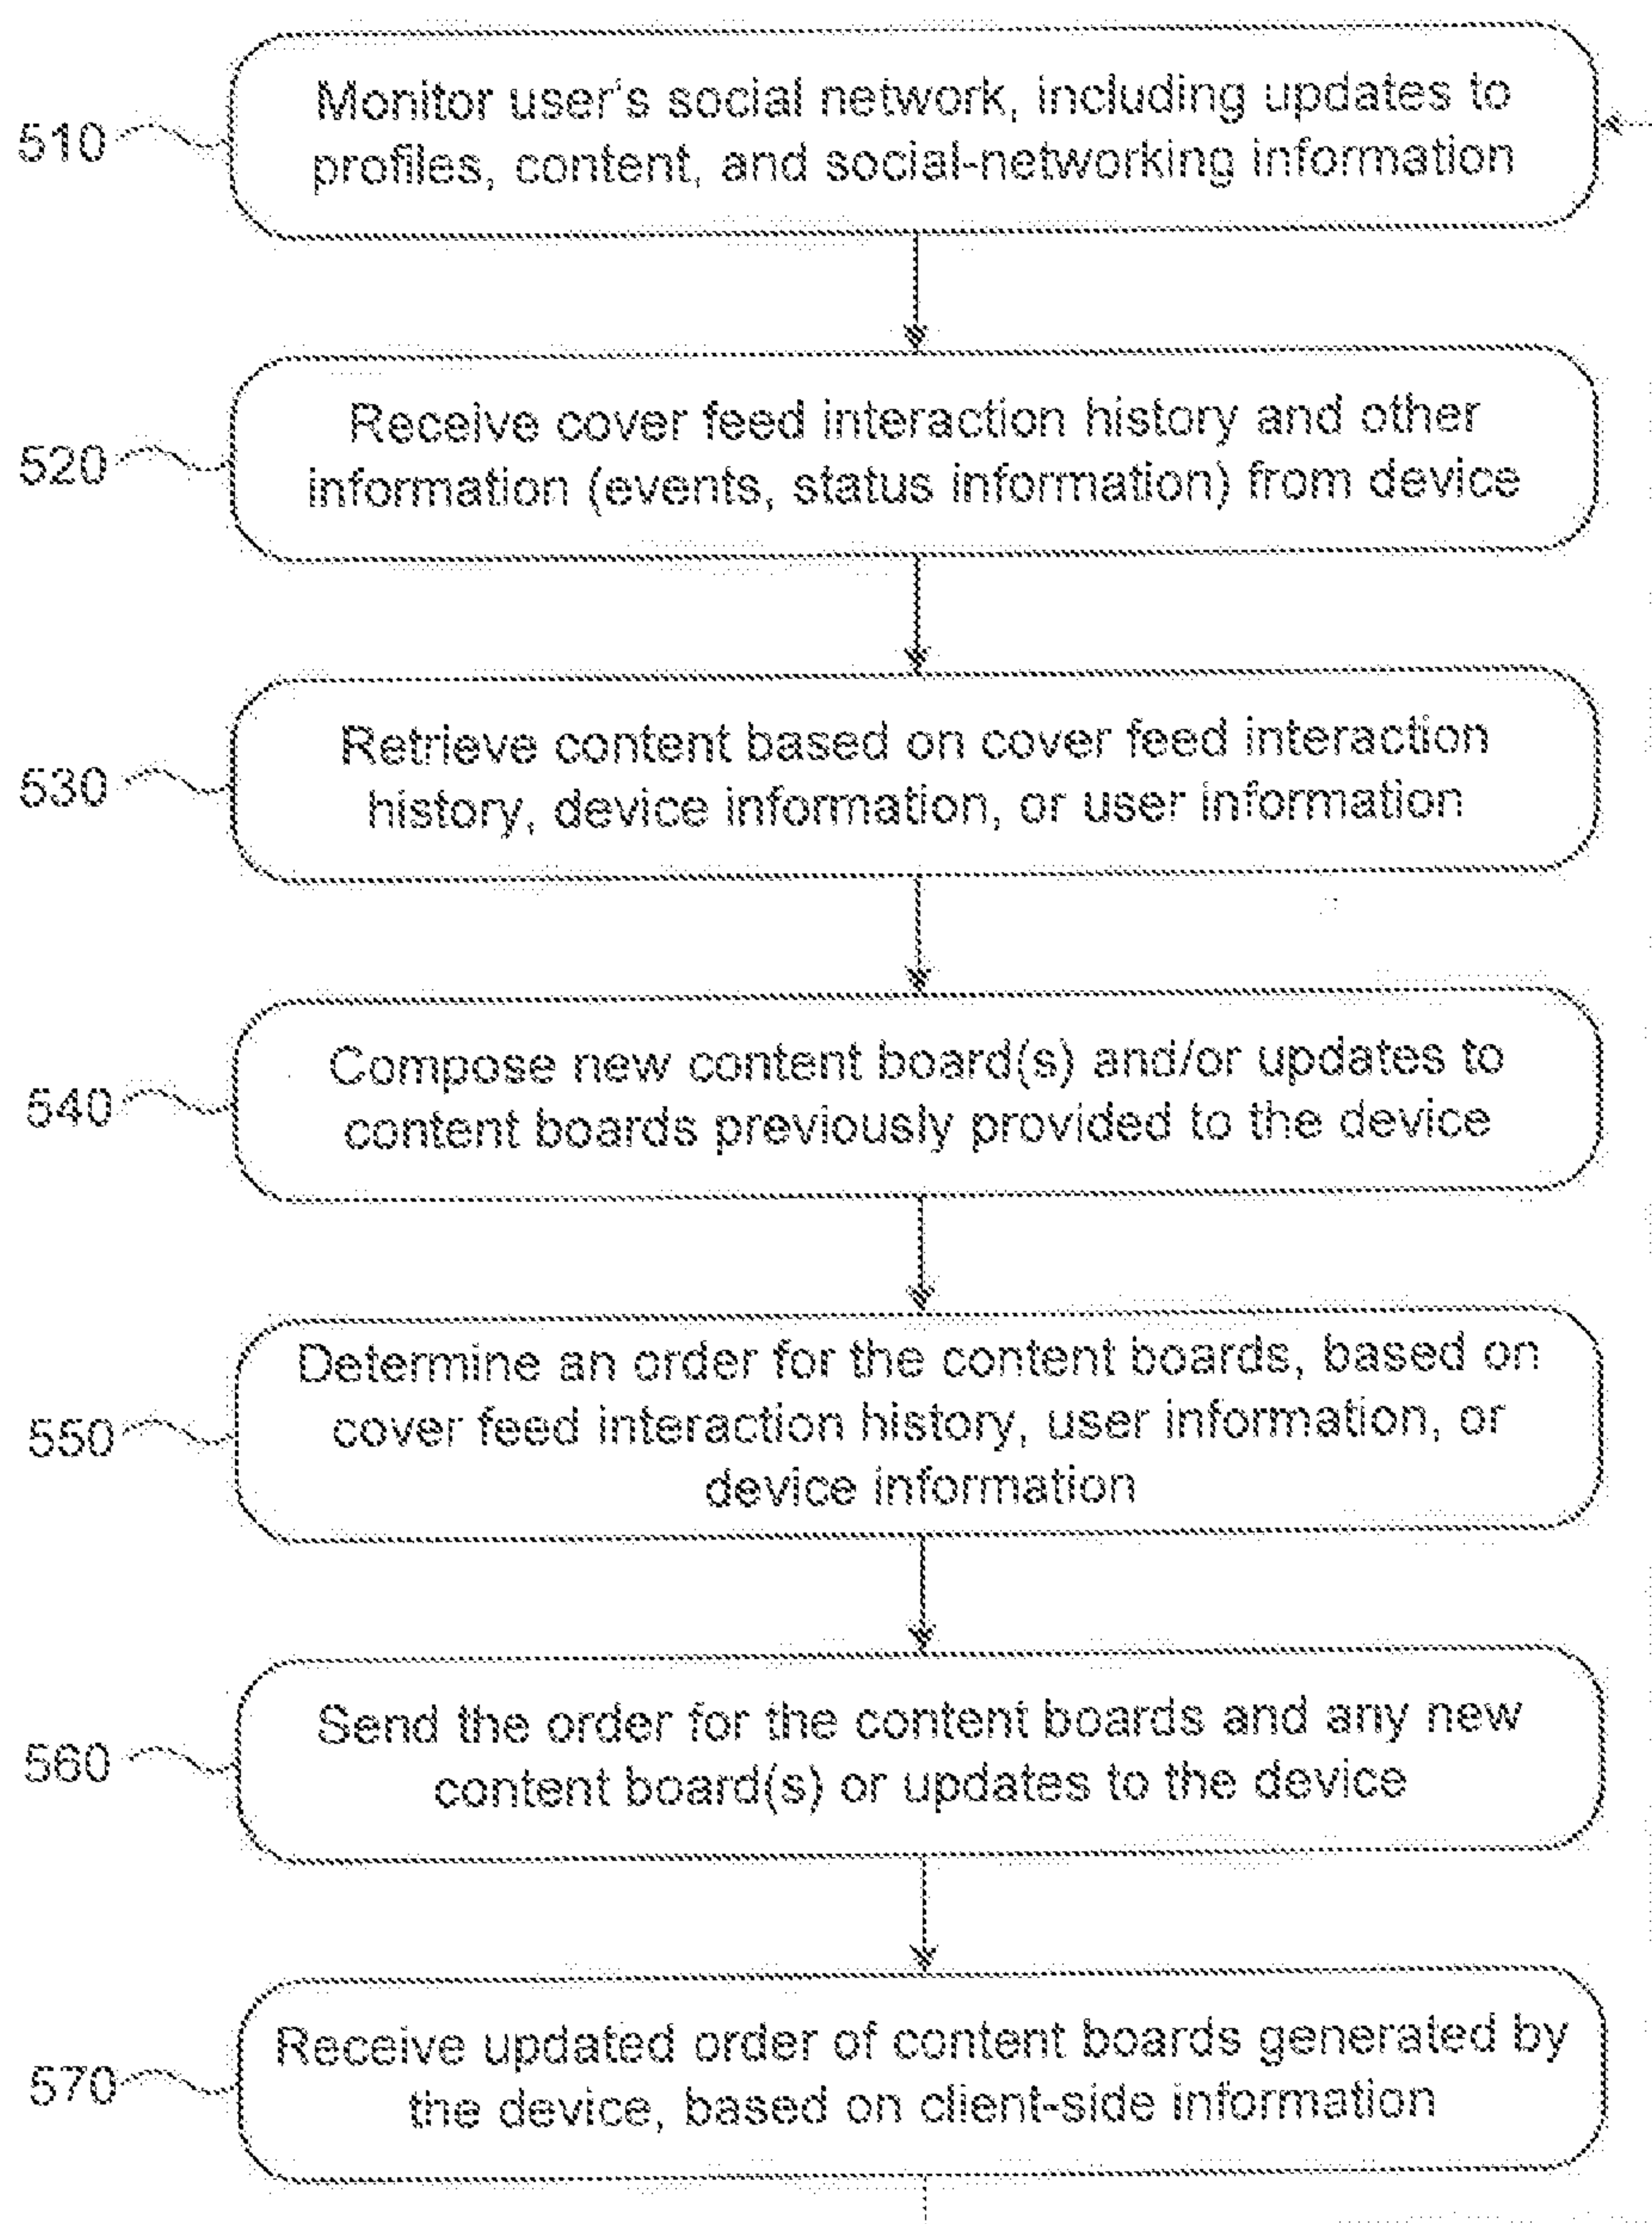 510
Monitor user's social network, including updates to
profiles, content, and social-networking information
520
Receive cover feed interaction history and other
information (events, status information) from device
530
Retrieve content based on cover feed interaction
history, device information, or user information
540
Compose new content board(s) and/or updates to
content boards previously provided to the device
550
Determine an order for the content boards, based on
cover feed interaction history, user information, or
device information
560
Send the order for the content boards and any new
content board(s) or updates to the device
570
Receive updated order of content boards generated by
the device, based on client-side information